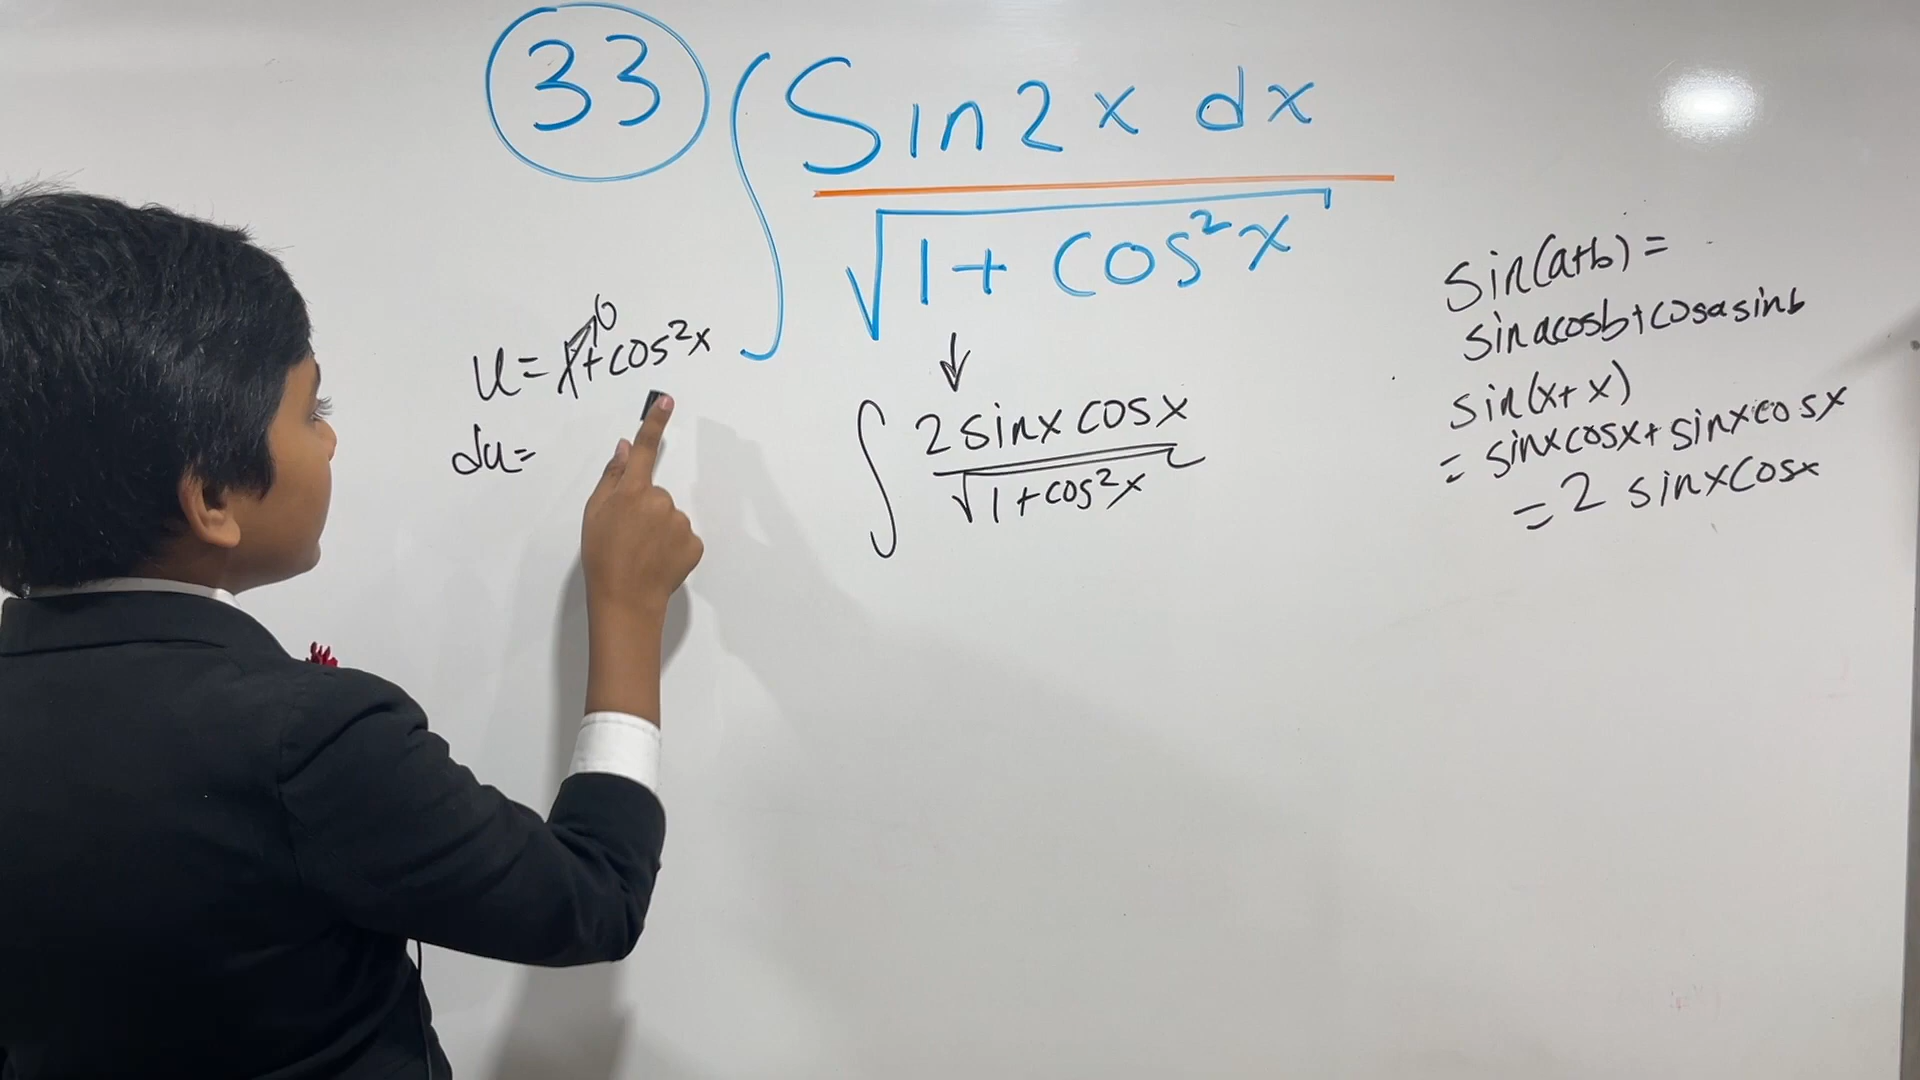 33 ∫ Sin2x dx
√1+ Cos²x
↓
u = 1+cos²x
0
du =
∫ 2 sinx cosx
√1+cos²x
Sin(a+b) =
sinacosb+cosasinb
Sin(x+x)
= sinxcosx+sinxcosx
= 2 sinxcosx